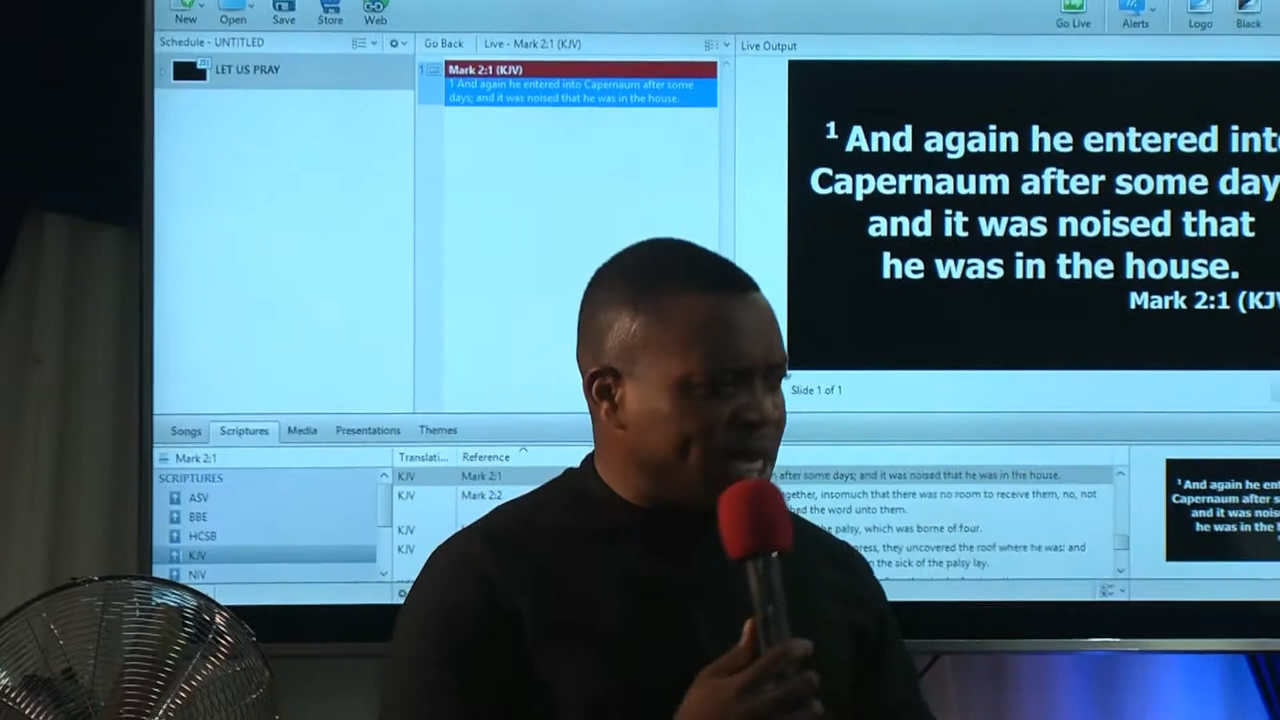 New Open Save Store Web Go Live Alerts Logo Black
Schedule - UNTITLED
LET US PRAY
Go Back Live - Mark 2:1 (KJV)
1 Mark 2:1 (KJV)
1 And again he entered into Capernaum after some
days; and it was noised that he was in the house.
Live Output
1 And again he entered int
Capernaum after some day
and it was noised that
he was in the house.
Mark 2:1 (KJV
Slide 1 of 1
Songs Scriptures Media Presentations Themes
Mark 2:1
SCRIPTURES
ASV
BBE
HCSB
KJV
NIV
Translati... Reference
KJV Mark 2:1 after some days; and it was noised that he was in the house.
KJV Mark 2:2 gether, insomuch that there was no room to receive them, no, not
hed the word unto them.
KJV he palsy, which was borne of four.
KJV press, they uncovered the roof where he was: and
n the sick of the palsy lay.
1 And again he ent
Capernaum after s
and it was nois
he was in the